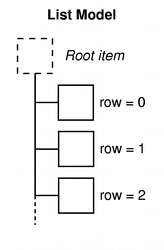 List Model
Root item
row = 0
row = 1
row = 2